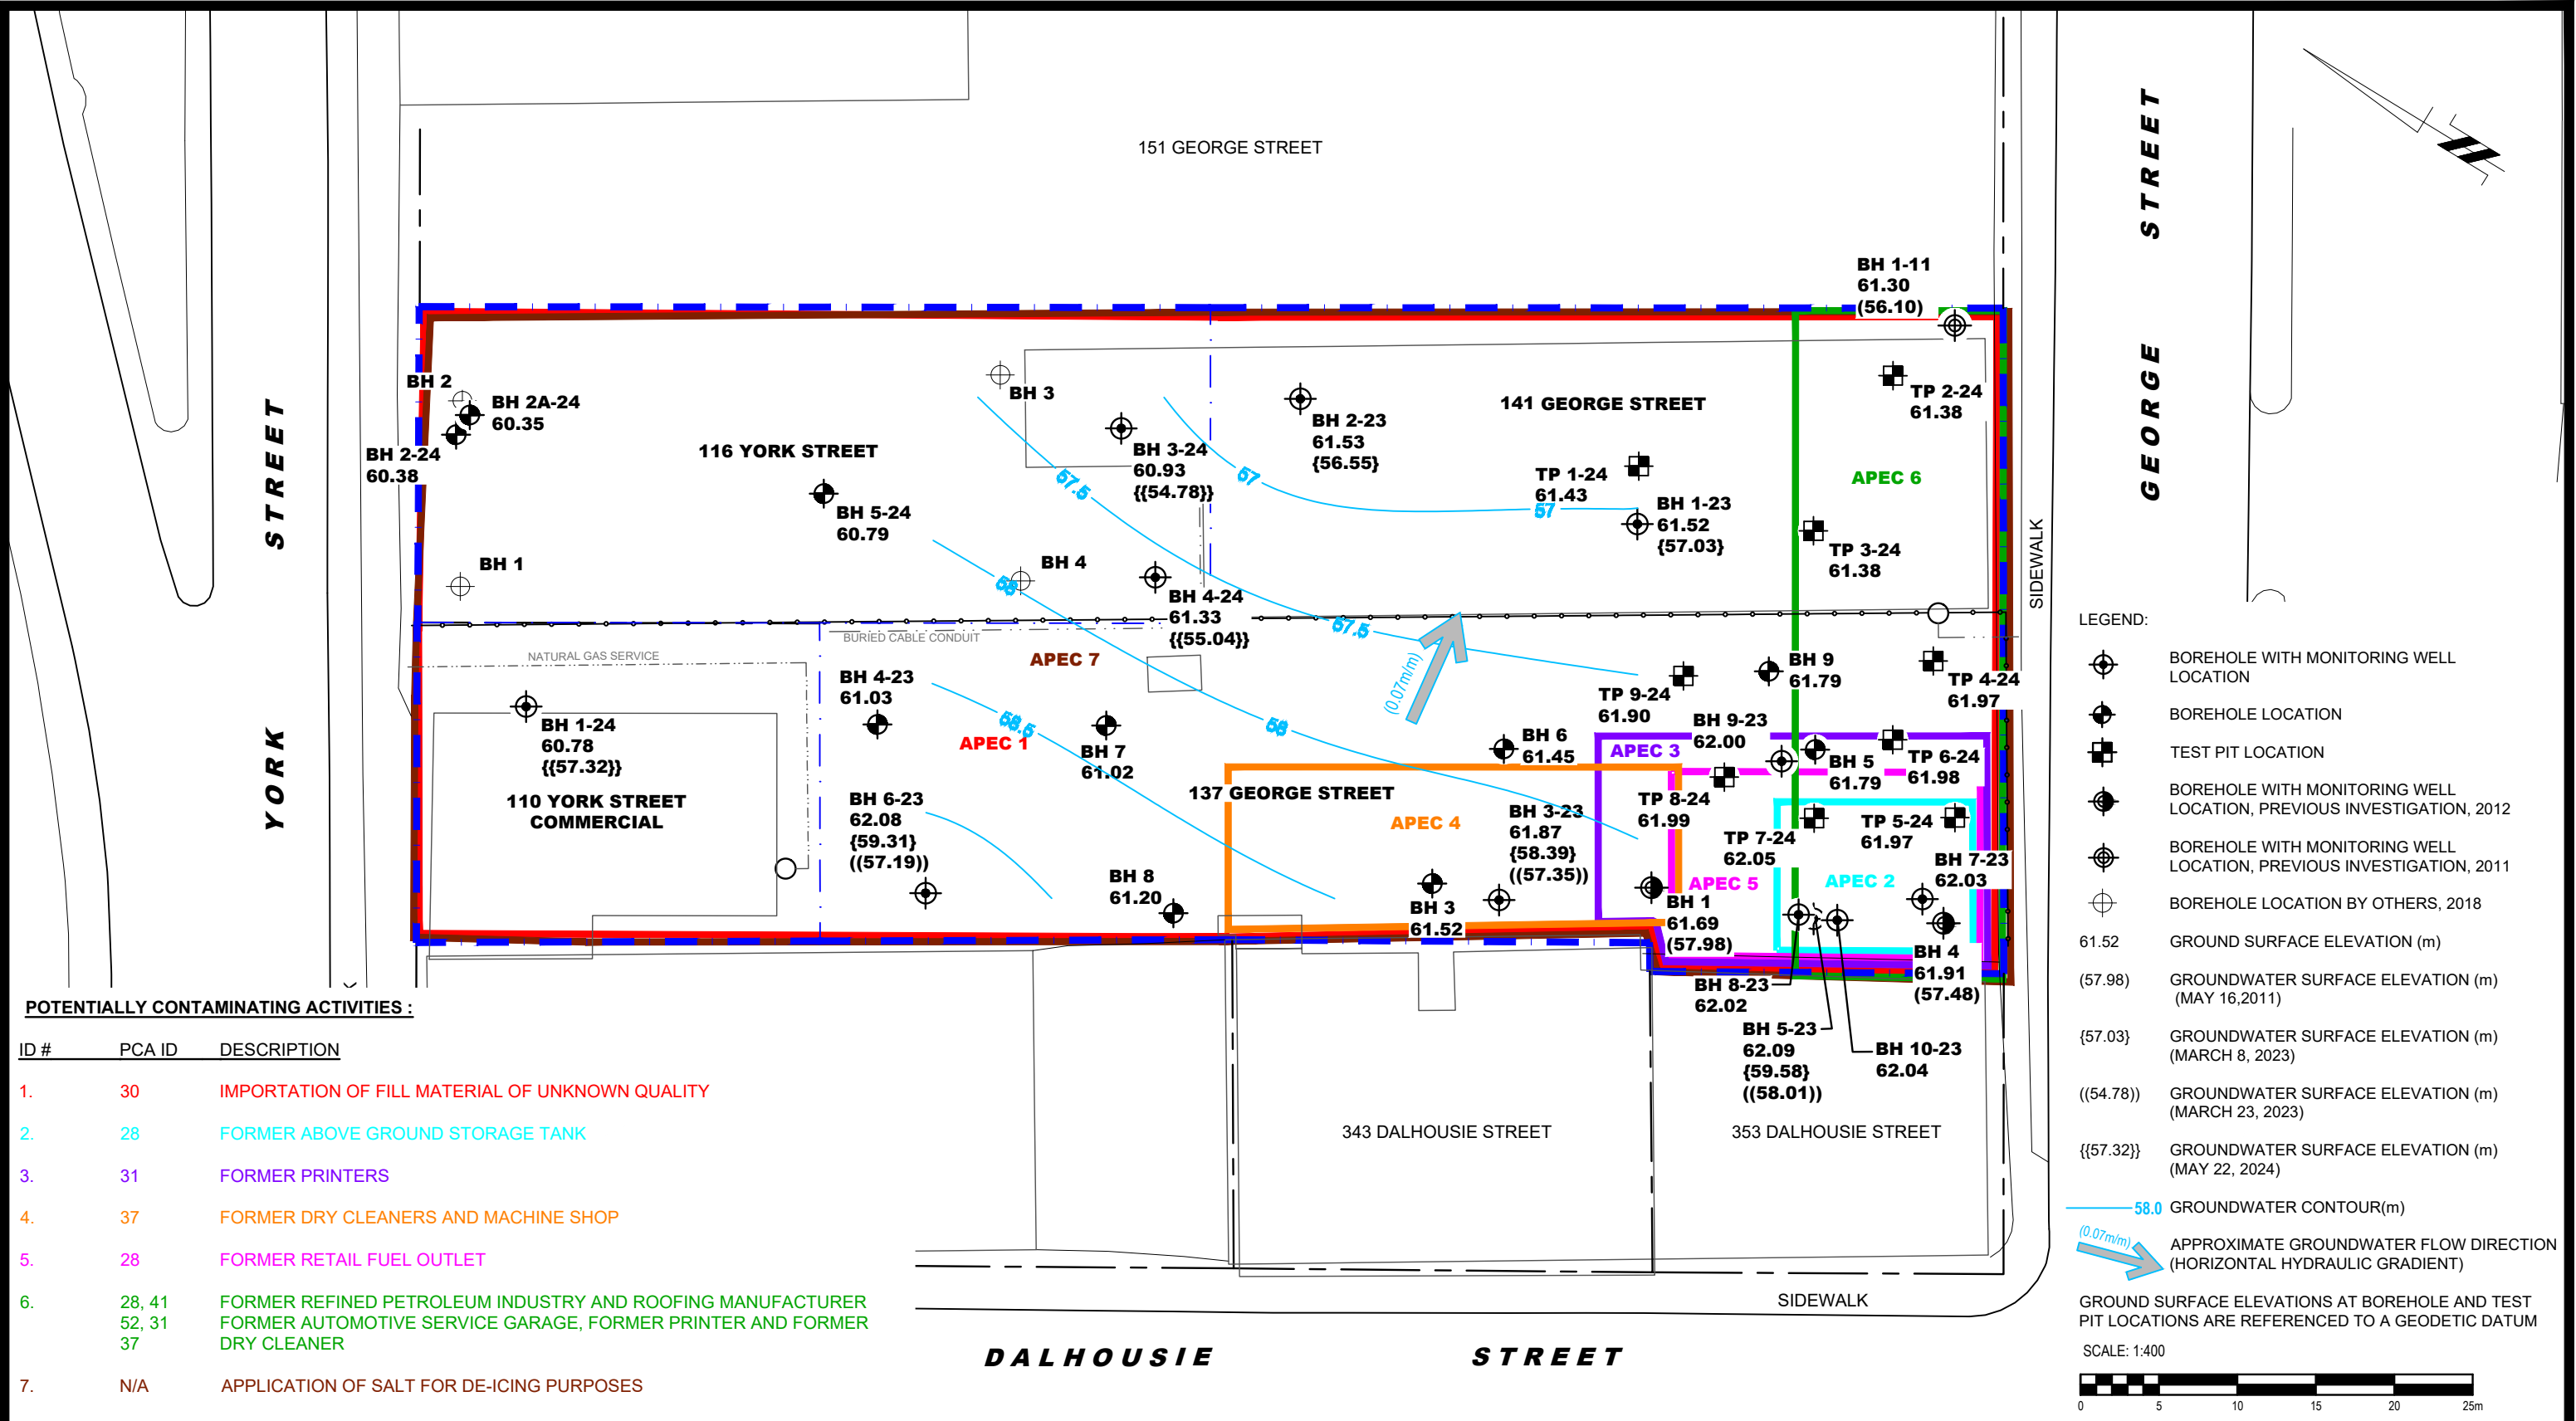 151 GEORGE STREET
YORK STREET
GEORGE STREET
BH 1-11
61.30
(56.10)
BH 2
BH 2A-24
60.35
BH 2-24
60.38
BH 3
116 YORK STREET
BH 3-24
60.93
{{54.78}}
BH 2-23
61.53
{56.55}
141 GEORGE STREET
TP 2-24
61.38
TP 1-24
61.43
BH 1-23
61.52
{57.03}
APEC 6
57.5
57
57
BH 5-24
60.79
TP 3-24
61.38
SIDEWALK
BH 1
BH 4
58
BH 4-24
61.33
{{55.04}}
57.5
BURIED CABLE CONDUIT
NATURAL GAS SERVICE
APEC 7
(0.07m/m)
BH 4-23
61.03
TP 9-24
61.90
BH 9
61.79
TP 4-24
61.97
BH 1-24
60.78
{{57.32}}
58.5
58
APEC 1
BH 7
61.02
BH 6
61.45
APEC 3
BH 9-23
62.00
BH 5
61.79
TP 6-24
61.98
110 YORK STREET
COMMERCIAL
BH 6-23
62.08
{59.31}
((57.19))
137 GEORGE STREET
APEC 4
BH 3-23
61.87
{58.39}
((57.35))
TP 8-24
61.99
TP 7-24
62.05
TP 5-24
61.97
BH 7-23
62.03
BH 8
61.20
BH 3
61.52
APEC 5
APEC 2
BH 1
61.69
(57.98)
BH 4
61.91
(57.48)
BH 8-23
62.02
BH 5-23
62.09
{59.58}
((58.01))
BH 10-23
62.04
343 DALHOUSIE STREET
353 DALHOUSIE STREET
SIDEWALK
DALHOUSIE STREET
POTENTIALLY CONTAMINATING ACTIVITIES :
ID # PCA ID DESCRIPTION
1. 30 IMPORTATION OF FILL MATERIAL OF UNKNOWN QUALITY
2. 28 FORMER ABOVE GROUND STORAGE TANK
3. 31 FORMER PRINTERS
4. 37 FORMER DRY CLEANERS AND MACHINE SHOP
5. 28 FORMER RETAIL FUEL OUTLET
6. 28, 41 FORMER REFINED PETROLEUM INDUSTRY AND ROOFING MANUFACTURER
52, 31 FORMER AUTOMOTIVE SERVICE GARAGE, FORMER PRINTER AND FORMER
37 DRY CLEANER
7. N/A APPLICATION OF SALT FOR DE-ICING PURPOSES
LEGEND:
BOREHOLE WITH MONITORING WELL
LOCATION
BOREHOLE LOCATION
TEST PIT LOCATION
BOREHOLE WITH MONITORING WELL
LOCATION, PREVIOUS INVESTIGATION, 2012
BOREHOLE WITH MONITORING WELL
LOCATION, PREVIOUS INVESTIGATION, 2011
BOREHOLE LOCATION BY OTHERS, 2018
61.52 GROUND SURFACE ELEVATION (m)
(57.98) GROUNDWATER SURFACE ELEVATION (m)
(MAY 16,2011)
{57.03} GROUNDWATER SURFACE ELEVATION (m)
(MARCH 8, 2023)
((54.78)) GROUNDWATER SURFACE ELEVATION (m)
(MARCH 23, 2023)
{{57.32}} GROUNDWATER SURFACE ELEVATION (m)
(MAY 22, 2024)
58.0 GROUNDWATER CONTOUR(m)
(0.07m/m)
APPROXIMATE GROUNDWATER FLOW DIRECTION
(HORIZONTAL HYDRAULIC GRADIENT)
GROUND SURFACE ELEVATIONS AT BOREHOLE AND TEST
PIT LOCATIONS ARE REFERENCED TO A GEODETIC DATUM
SCALE: 1:400
0 5 10 15 20 25m